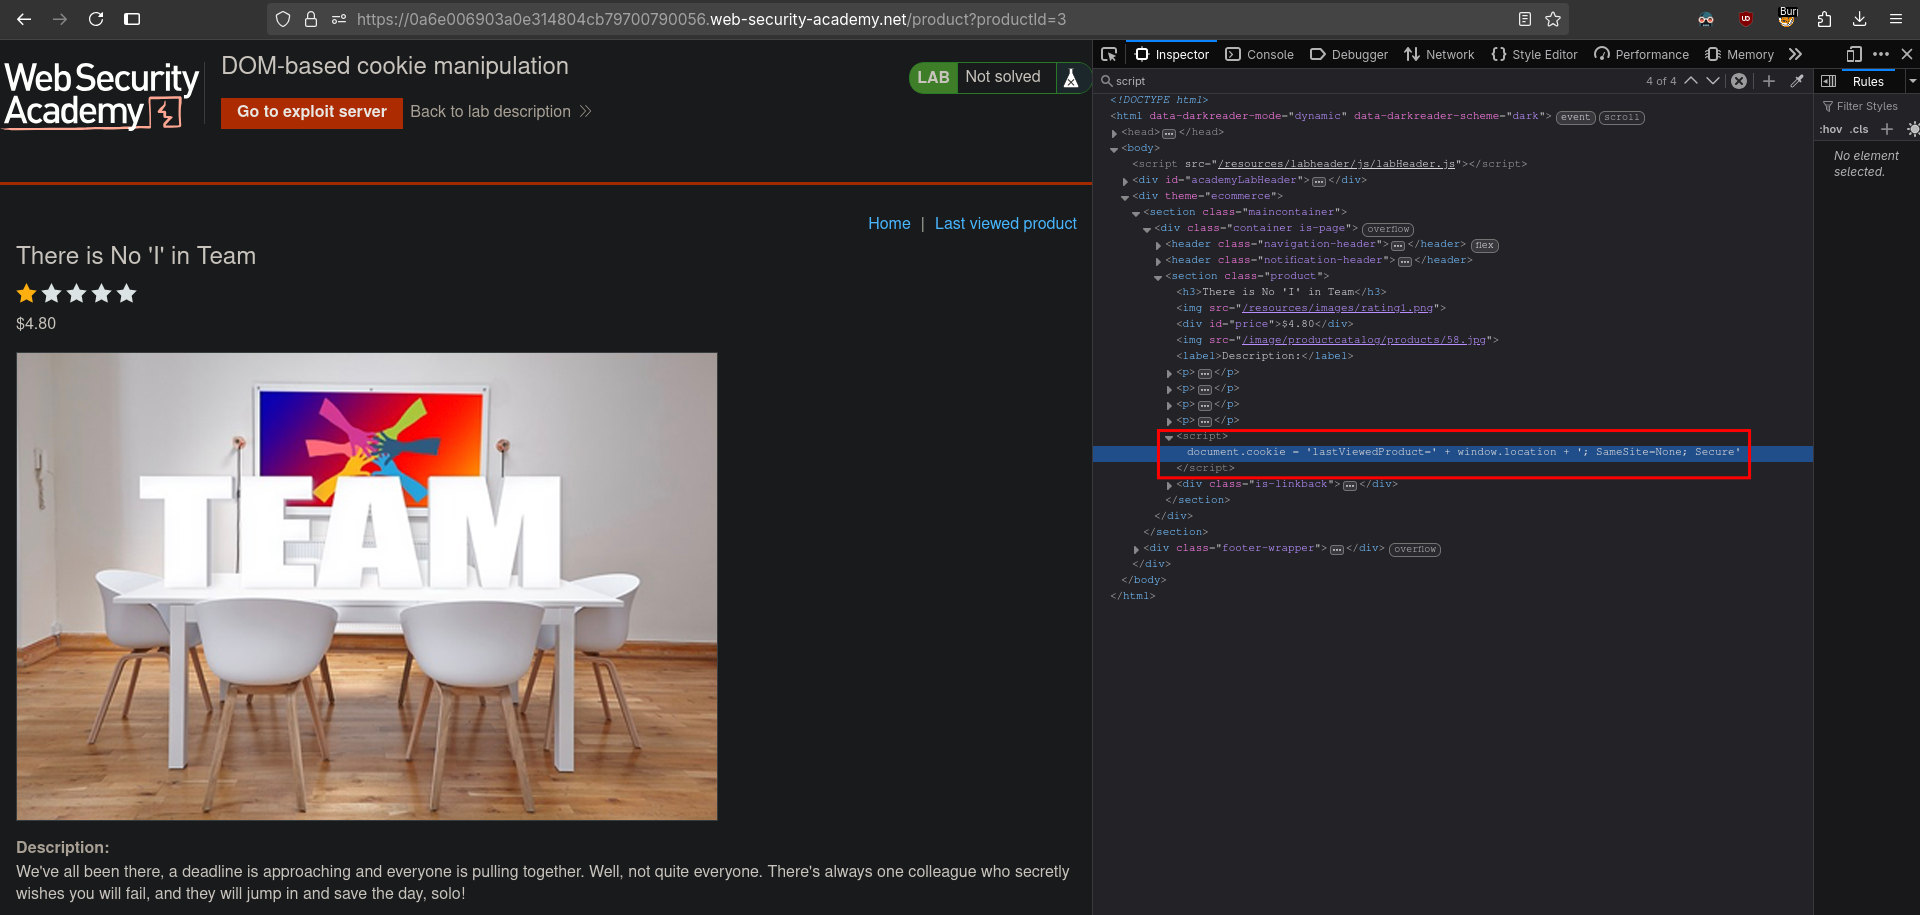 https://0a6e006903a0e314804cb79700790056.web-security-academy.net/product?productId=3
Burp
Web Security
Academy
DOM-based cookie manipulation
Go to exploit server
Back to lab description
LAB
Not solved
Home | Last viewed product
There is No 'I' in Team
$4.80
TEAM
Description:
We've all been there, a deadline is approaching and everyone is pulling together. Well, not quite everyone. There's always one colleague who secretly
wishes you will fail, and they will jump in and save the day, solo!
Inspector
Console
Debugger
Network
Style Editor
Performance
Memory
script
4 of 4
<!DOCTYPE html>
<html data-darkreader-mode="dynamic" data-darkreader-scheme="dark"> event scroll
<head></head>
<body>
<script src="/resources/labheader/js/labHeader.js"></script>
<div id="academyLabHeader"></div>
<div theme="ecommerce">
<section class="maincontainer">
<div class="container is-page"> overflow
<header class="navigation-header"></header> flex
<header class="notification-header"></header>
<section class="product">
<h3>There is No 'I' in Team</h3>
<img src="/resources/images/rating1.png">
<div id="price">$4.80</div>
<img src="/image/productcatalog/products/58.jpg">
<label>Description:</label>
<p></p>
<p></p>
<p></p>
<p></p>
<script>
document.cookie = 'lastViewedProduct=' + window.location + '; SameSite=None; Secure'
</script>
<div class="is-linkback"></div>
</section>
</div>
</section>
<div class="footer-wrapper"></div> overflow
</div>
</body>
</html>
Rules
Filter Styles
:hov .cls
No element
selected.